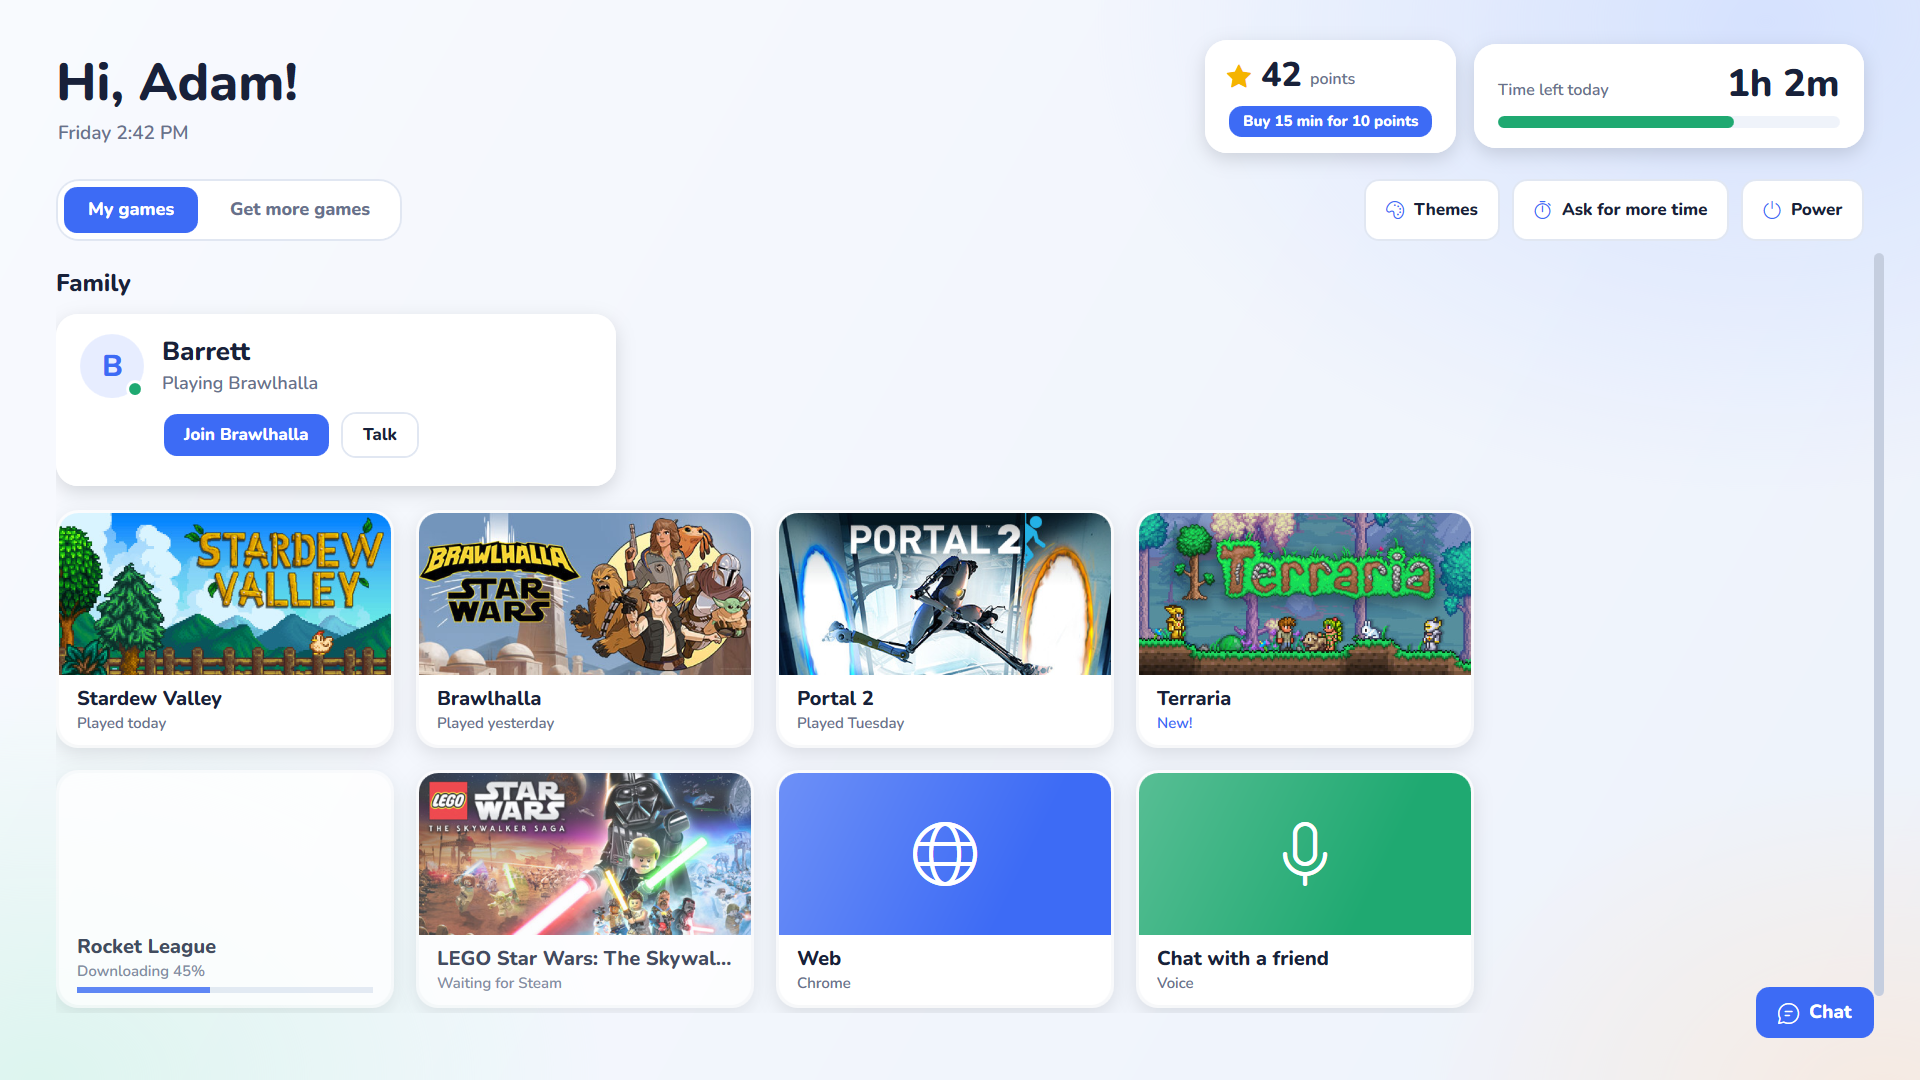 Hi, Adam!
Friday 2:42 PM
42 points
Buy 15 min for 10 points
Time left today
1h 2m
My games
Get more games
Themes
Ask for more time
Power
Family
B
Barrett
Playing Brawlhalla
Join Brawlhalla
Talk
STARDEW
VALLEY
Stardew Valley
Played today
BRAWLHALLA
STAR
WARS
Brawlhalla
Played yesterday
PORTAL 2
Portal 2
Played Tuesday
Terraria
Terraria
New!
Rocket League
Downloading 45%
LEGO
STAR
WARS
THE SKYWALKER SAGA
LEGO Star Wars: The Skywal...
Waiting for Steam
Web
Chrome
Chat with a friend
Voice
Chat